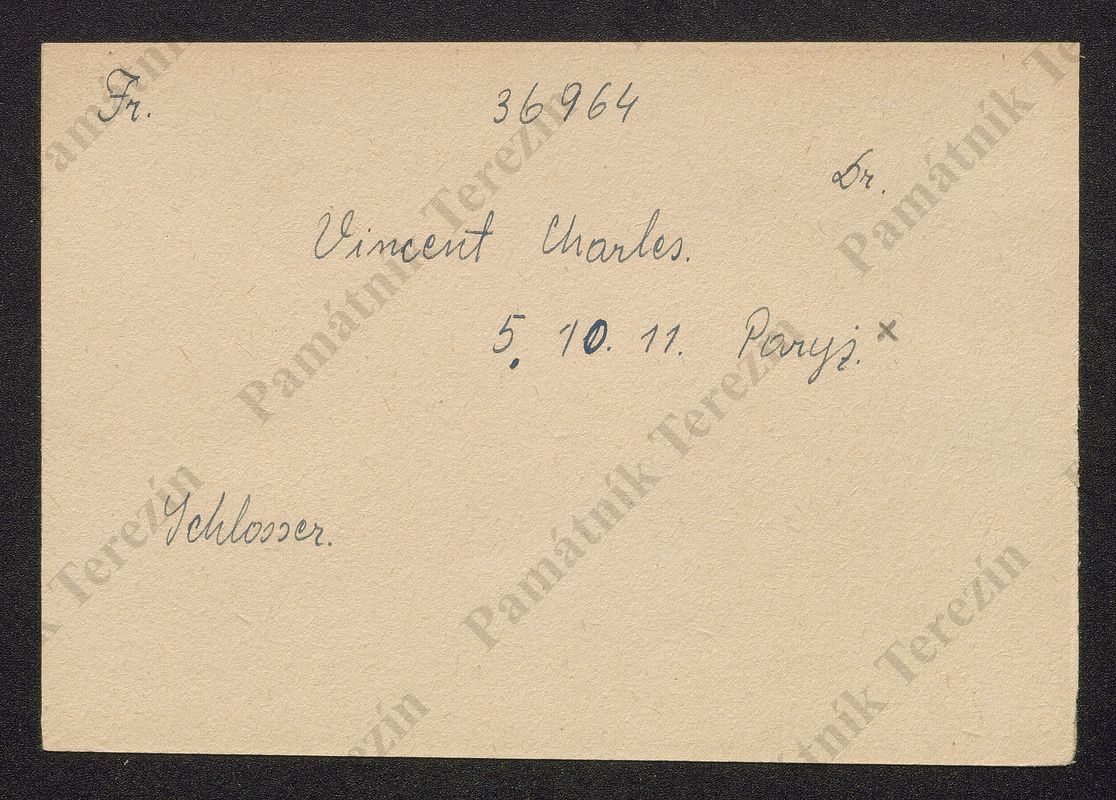 Fr. 36964
Dr.
Vincent Charles.
5. 10. 11. Paryż. x
Schlosser.
Památník Terezín